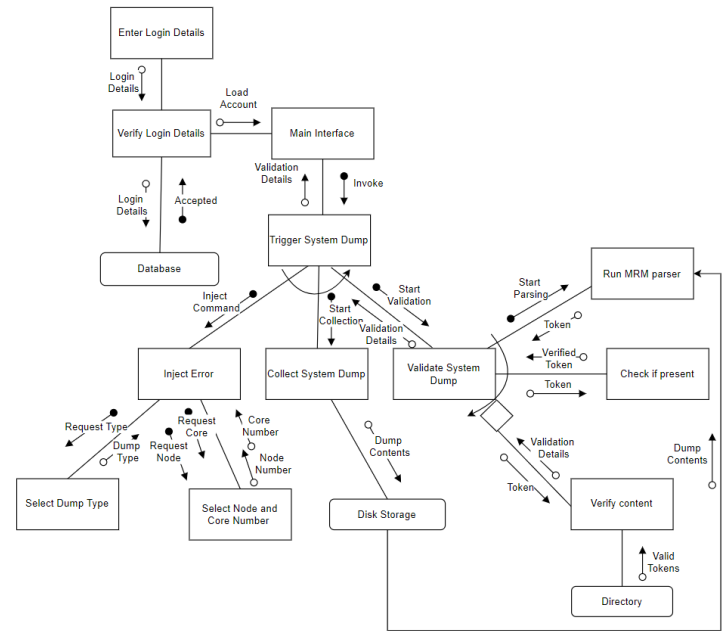 Enter Login Details
Login
Details
Load
Account
Verify Login Details
Main Interface
Validation
Details
Invoke
Login
Details
Accepted
Trigger System Dump
Database
Run MRM parser
Inject
Command
Start
Collection
Start
Validation
Validation
Details
Start
Parsing
Token
Verified
Token
Token
Inject Error
Collect System Dump
Validate System
Dump
Check if present
Request Type
Dump
Type
Request
Node
Request
Core
Core
Number
Node
Number
Dump
Contents
Validation
Details
Token
Dump
Contents
Select Dump Type
Select Node and
Core Number
Disk Storage
Verify content
Valid
Tokens
Directory